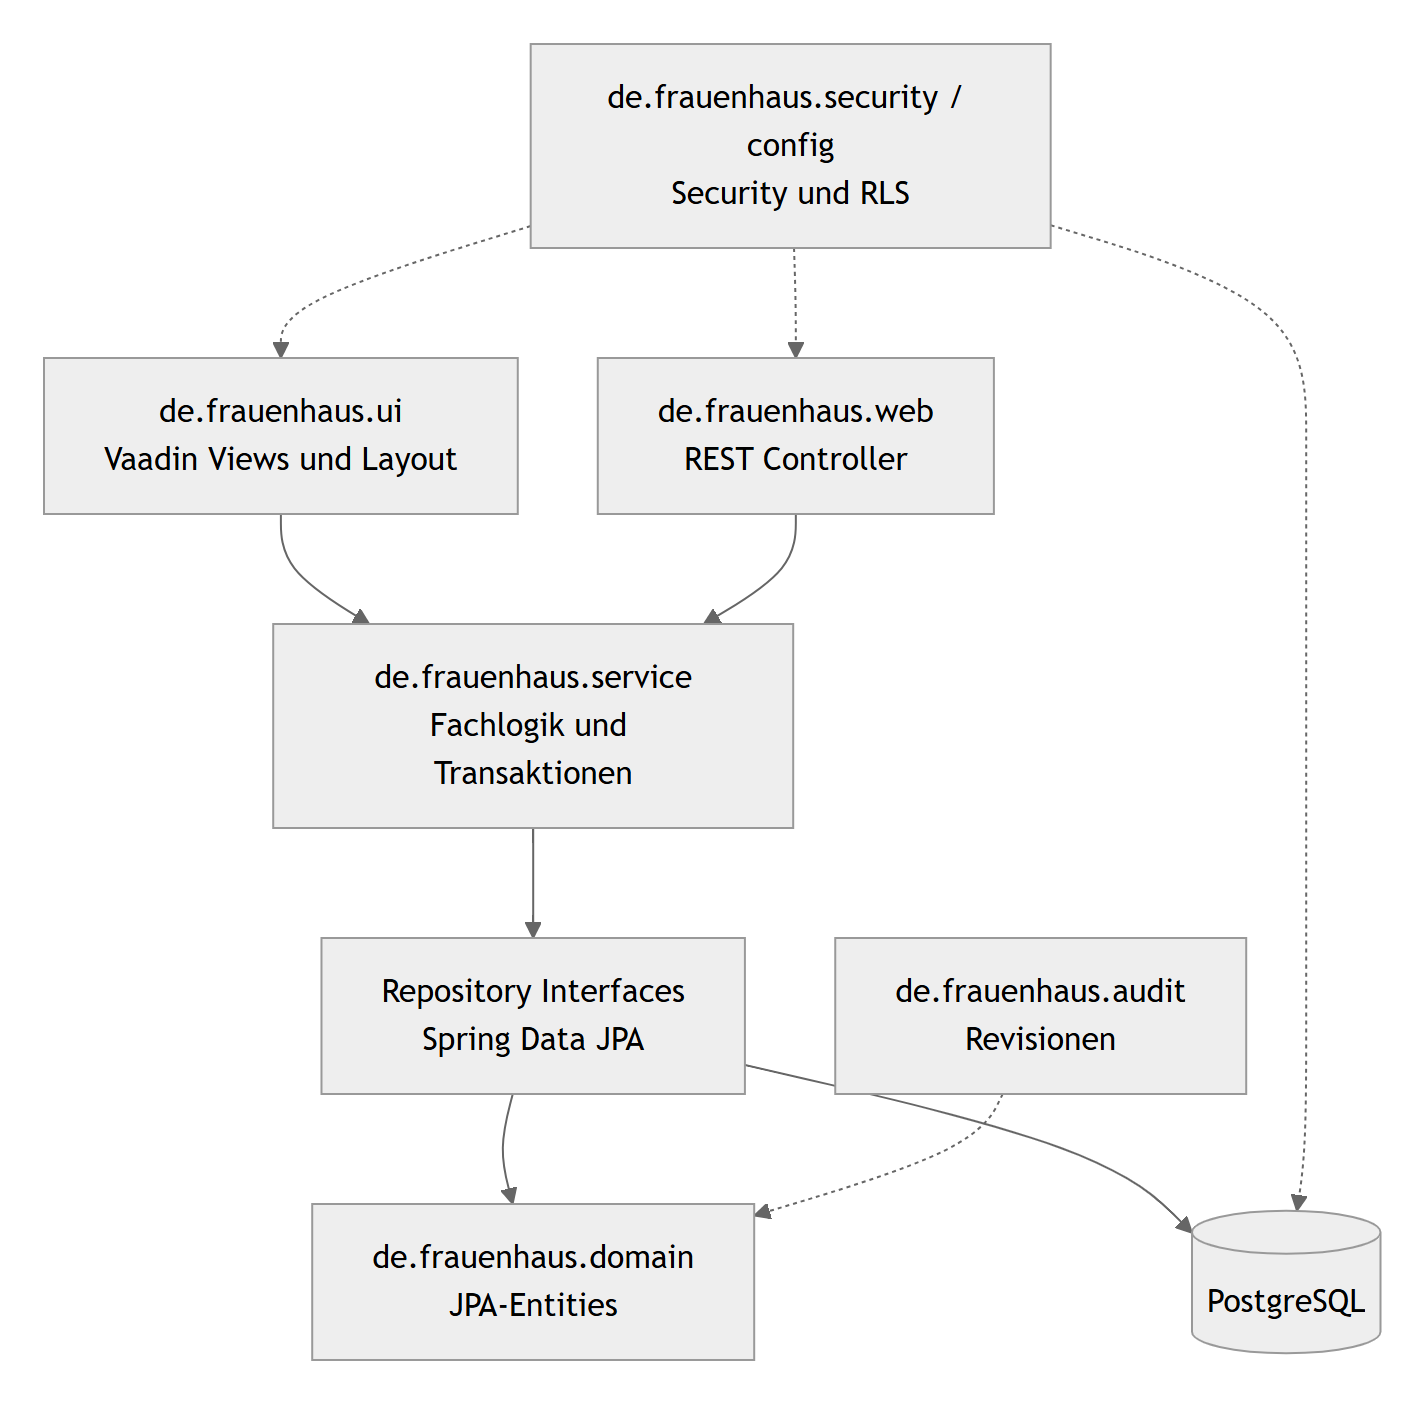 de.frauenhaus.security /
config
Security und RLS
de.frauenhaus.ui
Vaadin Views und Layout
de.frauenhaus.web
REST Controller
de.frauenhaus.service
Fachlogik und
Transaktionen
Repository Interfaces
Spring Data JPA
de.frauenhaus.audit
Revisionen
de.frauenhaus.domain
JPA-Entities
PostgreSQL